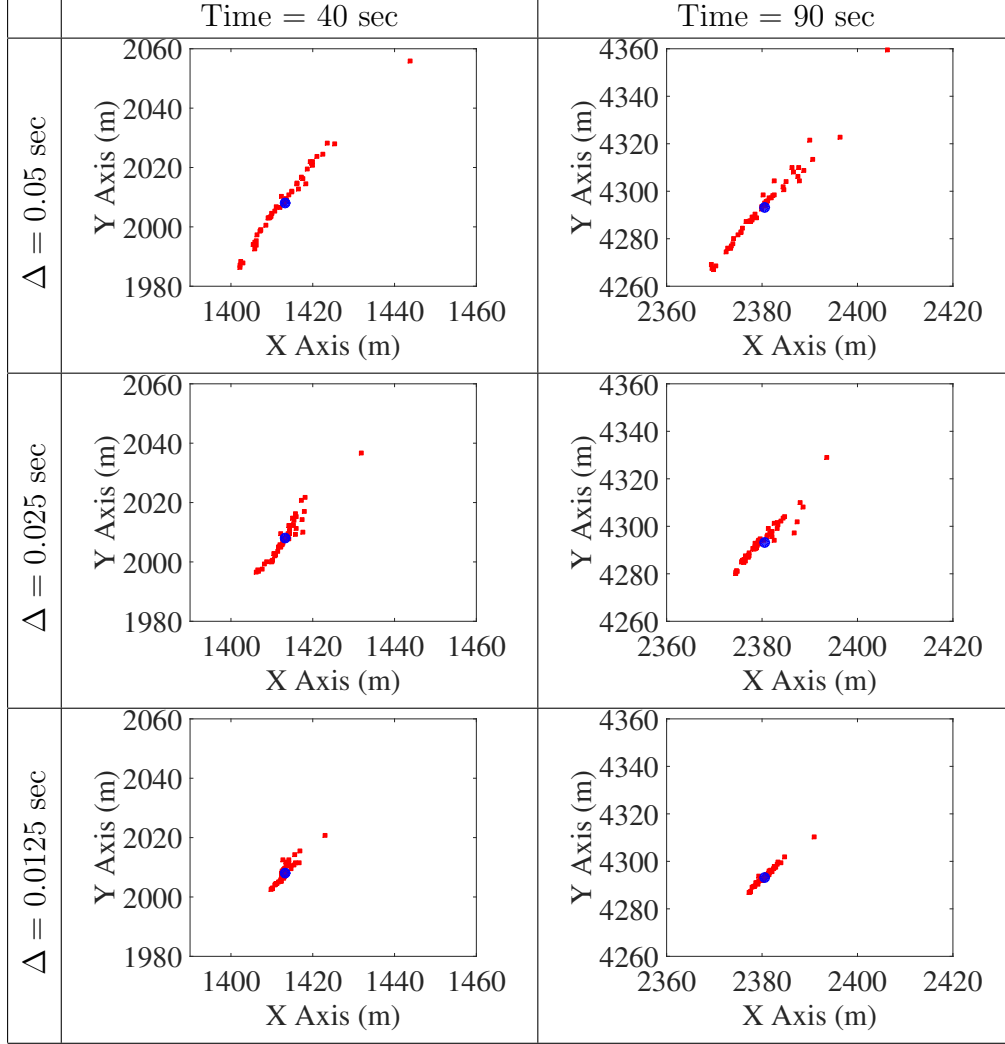 Time = 40 sec
Time = 90 sec
Δ = 0.05 sec
Y Axis (m)
2060
2040
2020
2000
1980
1400 1420 1440 1460
X Axis (m)
Y Axis (m)
4360
4340
4320
4300
4280
4260
2360 2380 2400 2420
X Axis (m)
Δ = 0.025 sec
Y Axis (m)
2060
2040
2020
2000
1980
1400 1420 1440 1460
X Axis (m)
Y Axis (m)
4360
4340
4320
4300
4280
4260
2360 2380 2400 2420
X Axis (m)
Δ = 0.0125 sec
Y Axis (m)
2060
2040
2020
2000
1980
1400 1420 1440 1460
X Axis (m)
Y Axis (m)
4360
4340
4320
4300
4280
4260
2360 2380 2400 2420
X Axis (m)